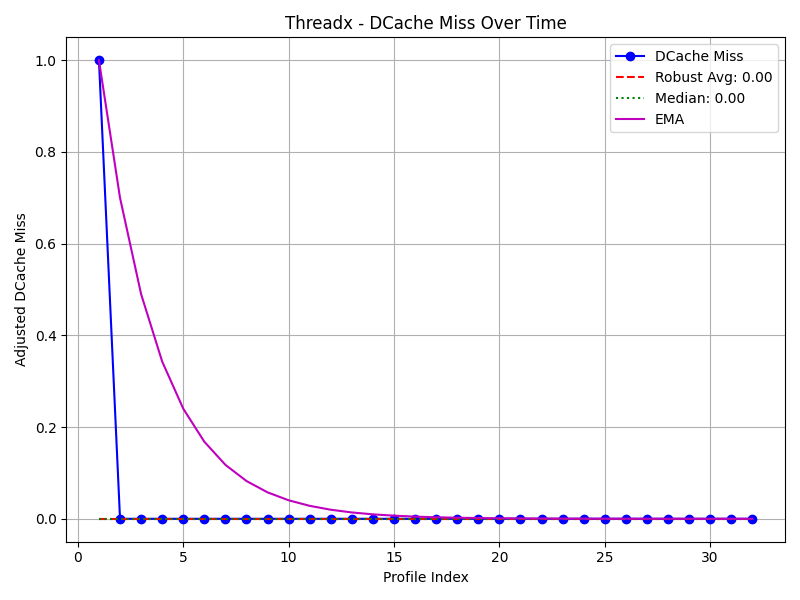 Threadx - DCache Miss Over Time
DCache Miss
Robust Avg: 0.00
Median: 0.00
EMA
Adjusted DCache Miss
1.0
0.8
0.6
0.4
0.2
0.0
0 5 10 15 20 25 30
Profile Index